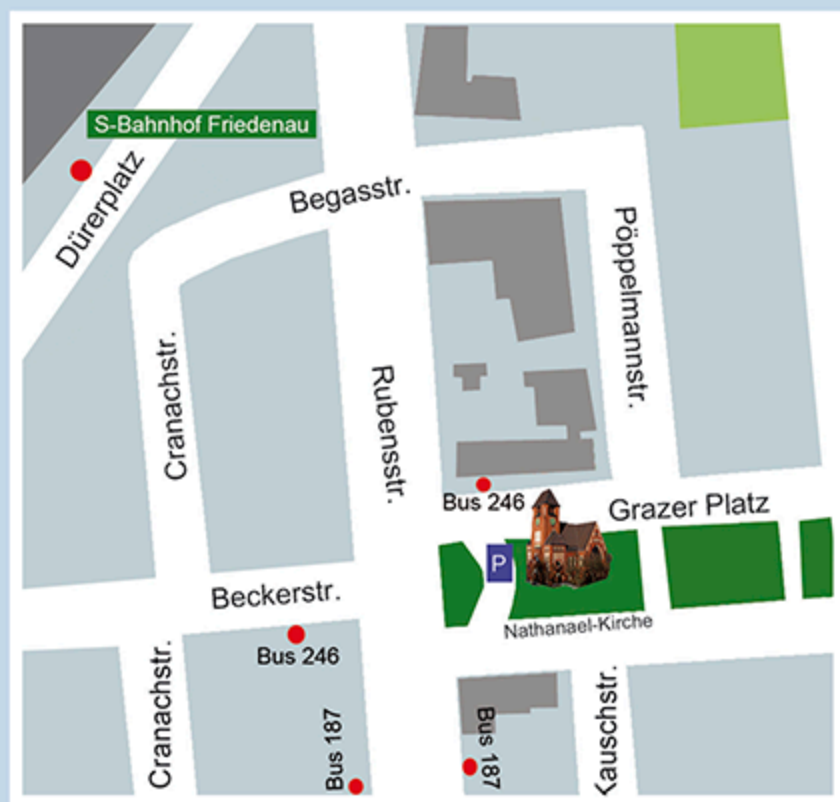 S-Bahnhof Friedenau
Dürerplatz
Begasstr.
Pöppelmannstr.
Cranachstr.
Rubensstr.
Bus 246
Grazer Platz
P
Beckerstr.
Nathanael-Kirche
Bus 246
Cranachstr.
Bus 187
Bus 187
Kauschstr.